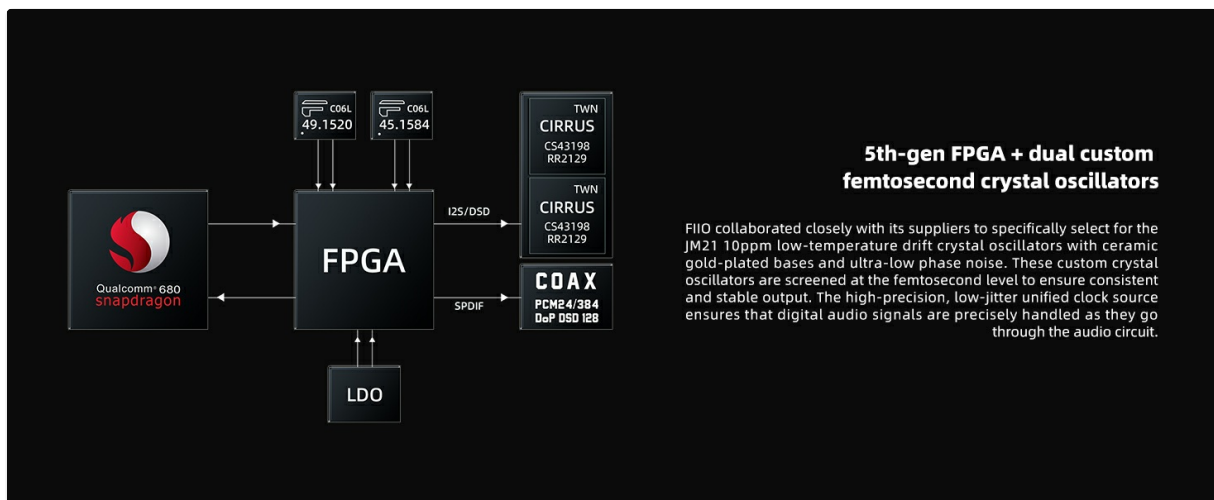 C06L
49.1520
C06L
45.1584
TWN
CIRRUS
CS43198
RR2129
TWN
CIRRUS
CS43198
RR2129
Qualcomm® 680
snapdragon
FPGA
I2S/DSD
SPDIF
COAX
PCM24/384
DoP DSD 128
LDO
5th-gen FPGA + dual custom
femtosecond crystal oscillators
FIIO collaborated closely with its suppliers to specifically select for the
JM21 10ppm low-temperature drift crystal oscillators with ceramic
gold-plated bases and ultra-low phase noise. These custom crystal
oscillators are screened at the femtosecond level to ensure consistent
and stable output. The high-precision, low-jitter unified clock source
ensures that digital audio signals are precisely handled as they go
through the audio circuit.